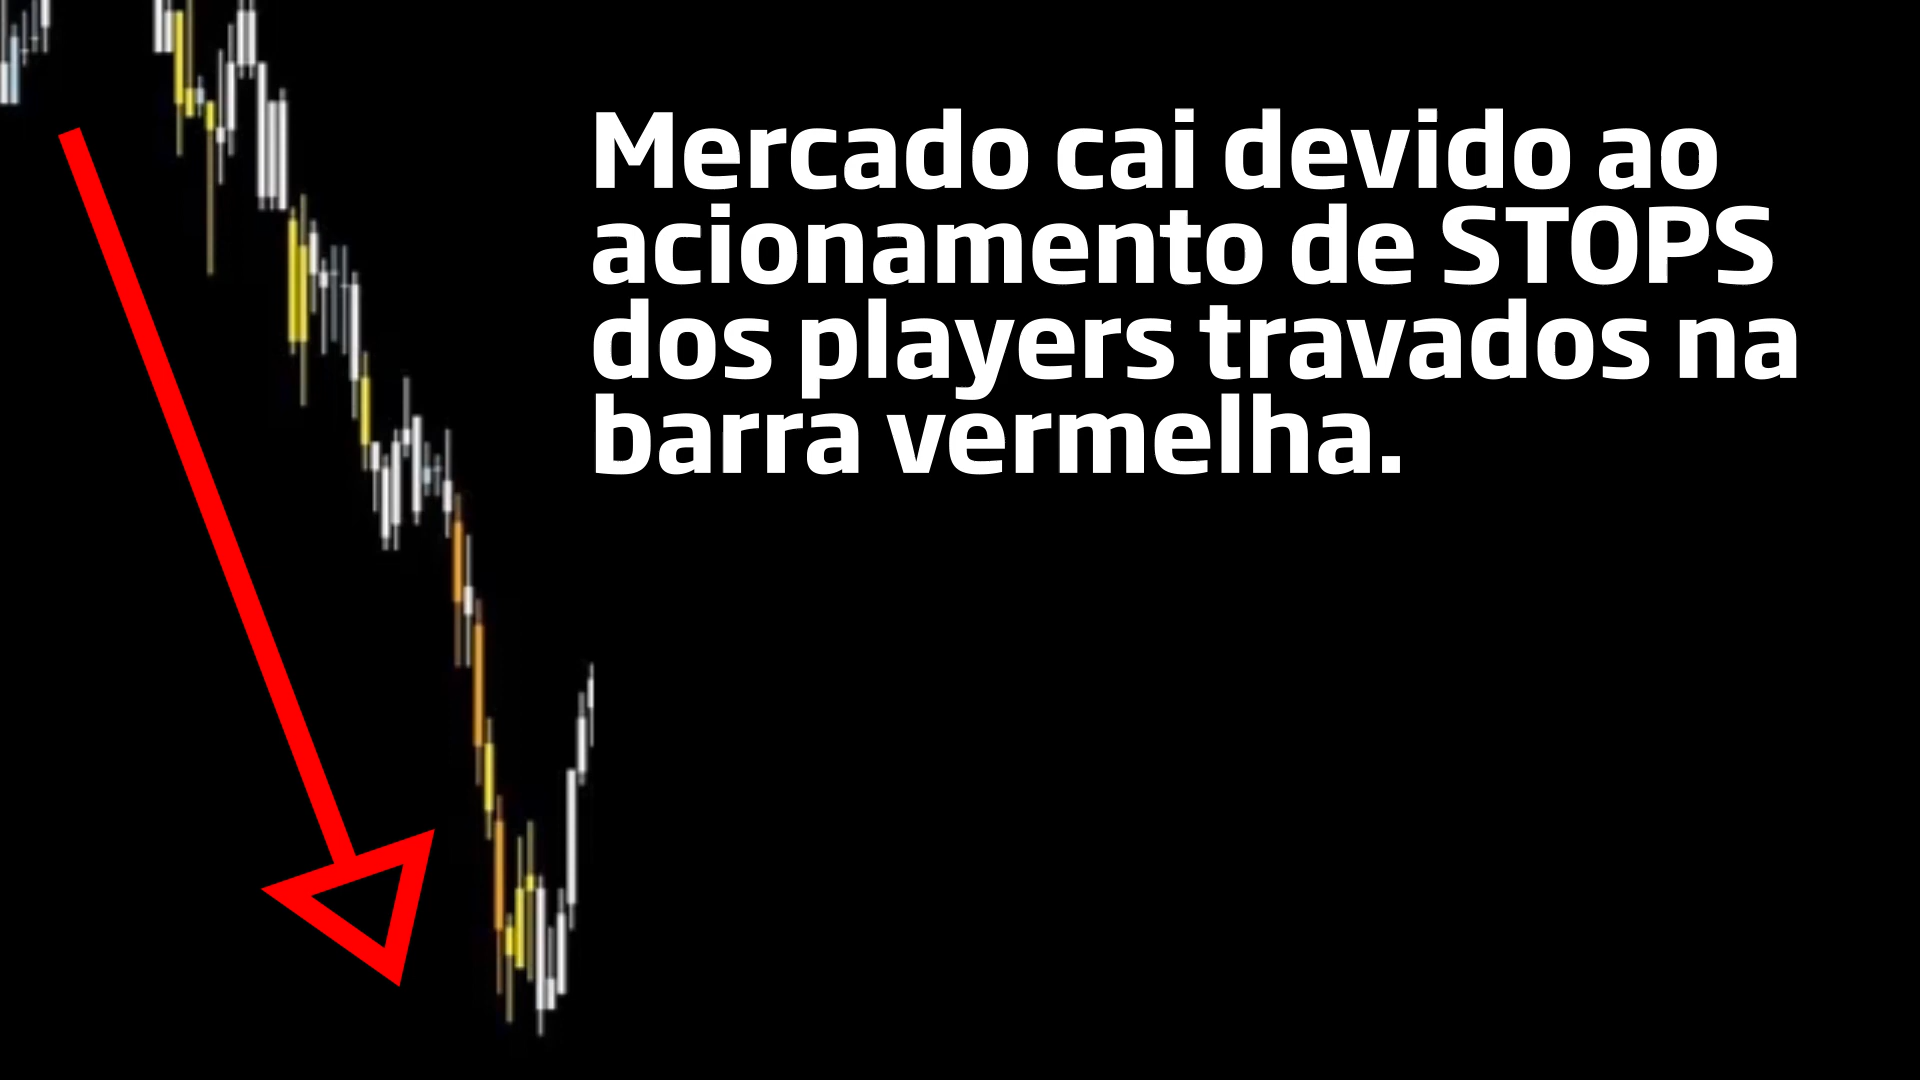 Mercado cai devido ao
acionamento de STOPS
dos players travados na
barra vermelha.